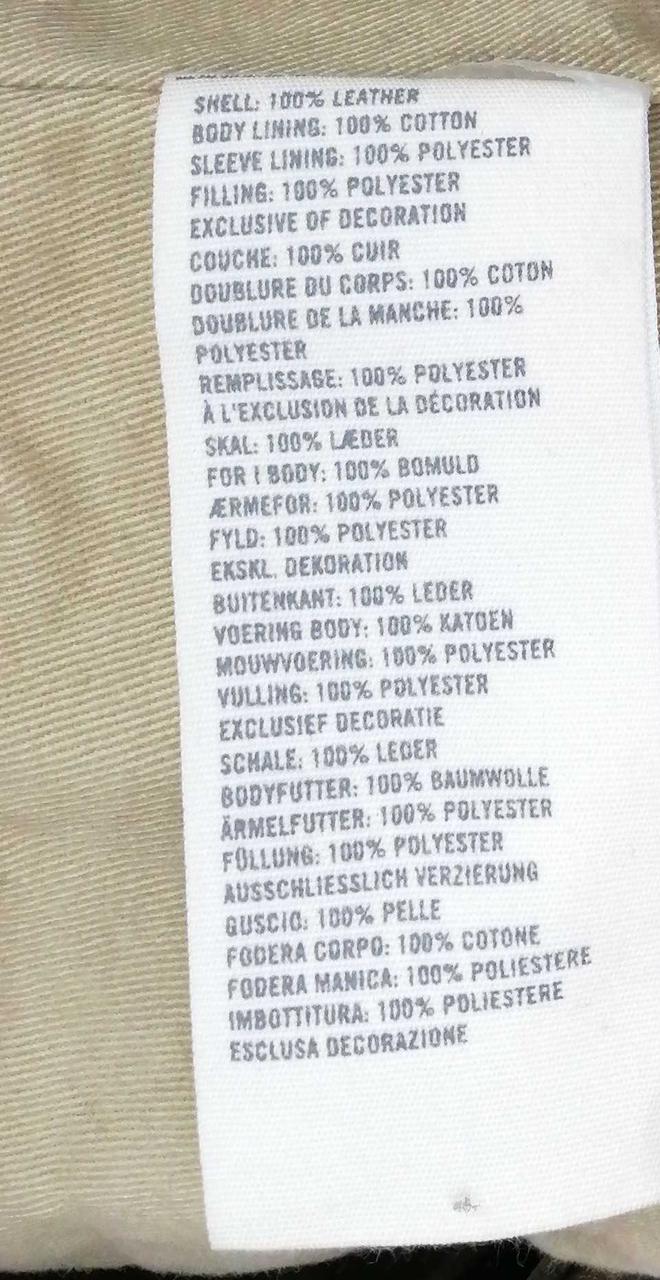 SHELL: 100% LEATHER
BODY LINING: 100% COTTON
SLEEVE LINING: 100% POLYESTER
FILLING: 100% POLYESTER
EXCLUSIVE OF DECORATION
COUCHE: 100% CUIR
DOUBLURE DU CORPS: 100% COTON
DOUBLURE DE LA MANCHE: 100%
POLYESTER
REMPLISSAGE: 100% POLYESTER
À L'EXCLUSION DE LA DÉCORATION
SKAL: 100% LÆDER
FOR I BODY: 100% BOMULD
ÆRMEFOR: 100% POLYESTER
FYLD: 100% POLYESTER
EKSKL. DEKORATION
BUITENKANT: 100% LEDER
VOERING BODY: 100% KATOEN
MOUWVOERING: 100% POLYESTER
VULLING: 100% POLYESTER
EXCLUSIEF DECORATIE
SCHALE: 100% LEDER
BODYFUTTER: 100% BAUMWOLLE
ÄRMELFUTTER: 100% POLYESTER
FÜLLUNG: 100% POLYESTER
AUSSCHLIESSLICH VERZIERUNG
GUSCIO: 100% PELLE
FODERA CORPO: 100% COTONE
FODERA MANICA: 100% POLIESTERE
IMBOTTITURA: 100% POLIESTERE
ESCLUSA DECORAZIONE